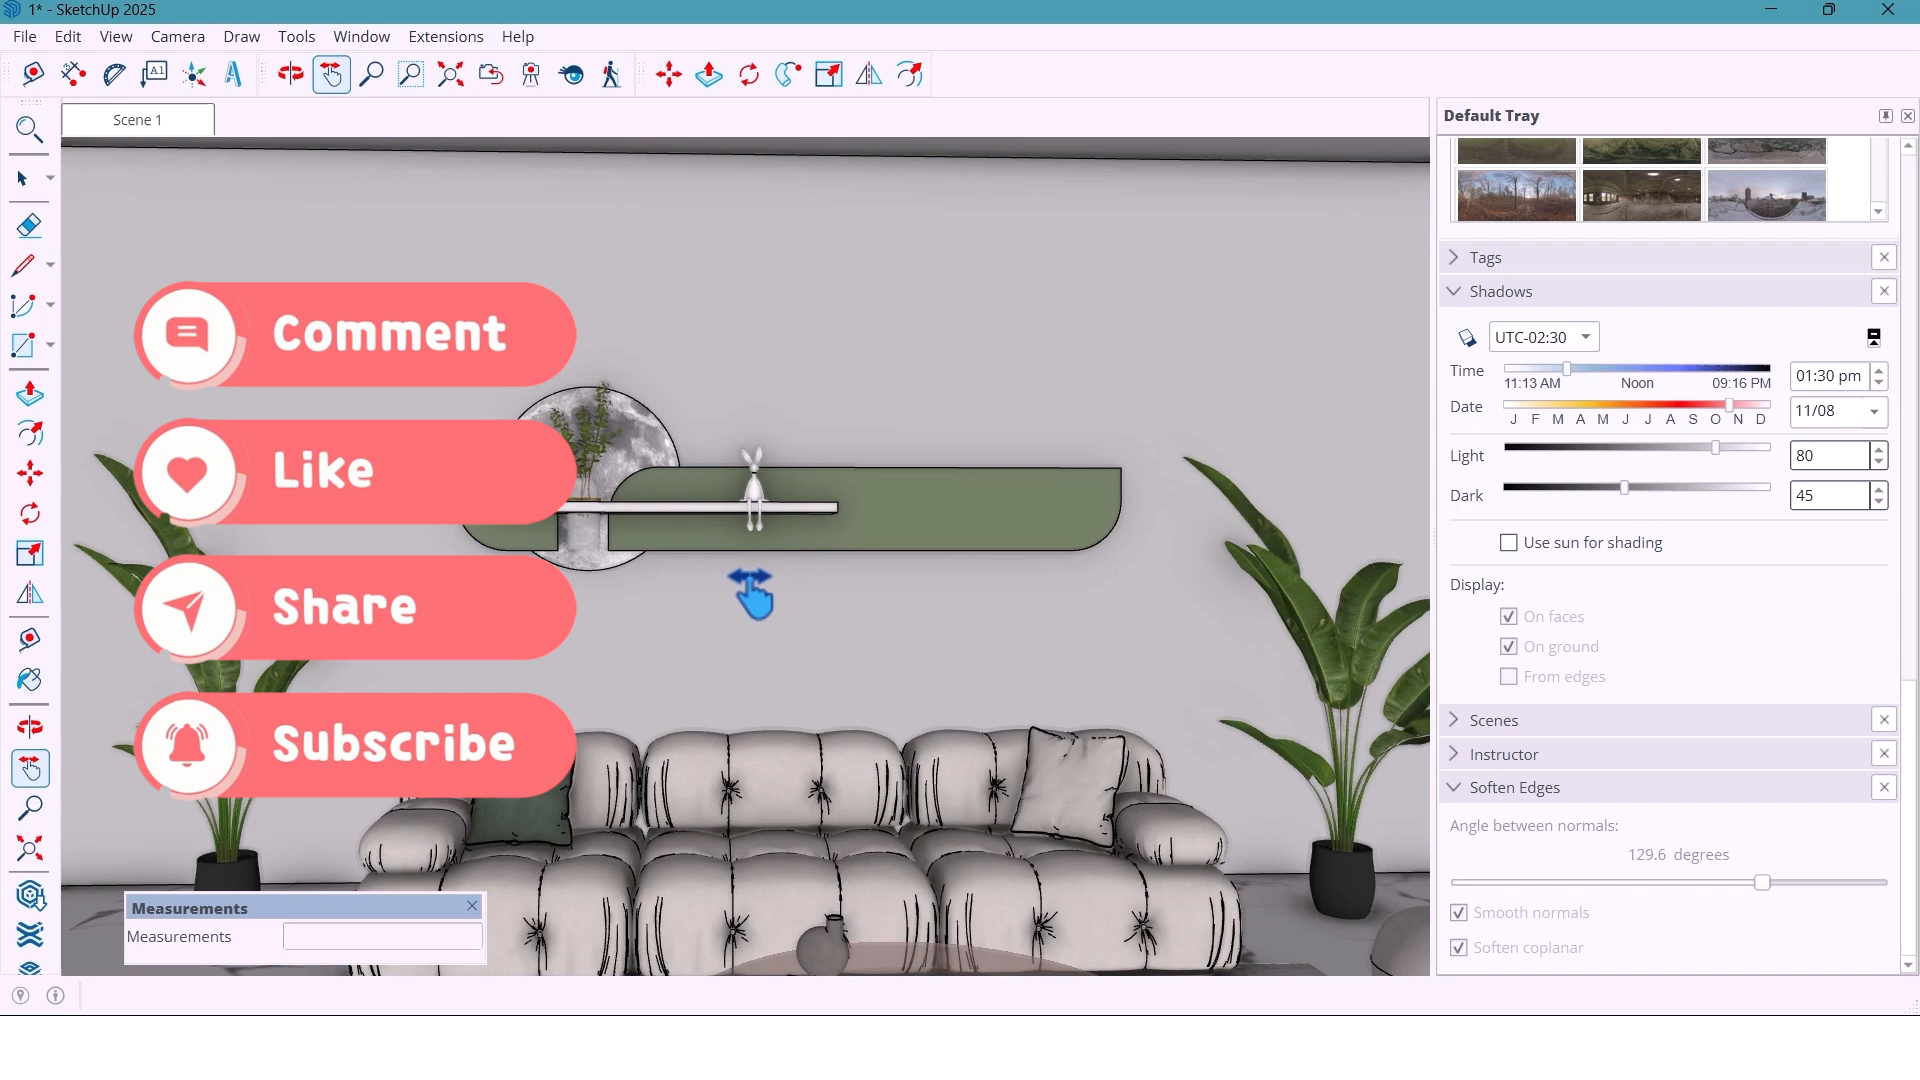 1* - SketchUp 2025
File Edit View Camera Draw Tools Window Extensions Help
A1
Scene 1
Default Tray
Tags
Shadows
UTC-02:30
Time
11:13 AM Noon 09:16 PM
01:30 pm
Date
J F M A M J J A S O N D
11/08
Light
80
Dark
45
Use sun for shading
Display:
On faces
On ground
From edges
Scenes
Instructor
Soften Edges
Angle between normals:
129.6 degrees
Smooth normals
Soften coplanar
Comment
Like
Share
Subscribe
Measurements
Measurements